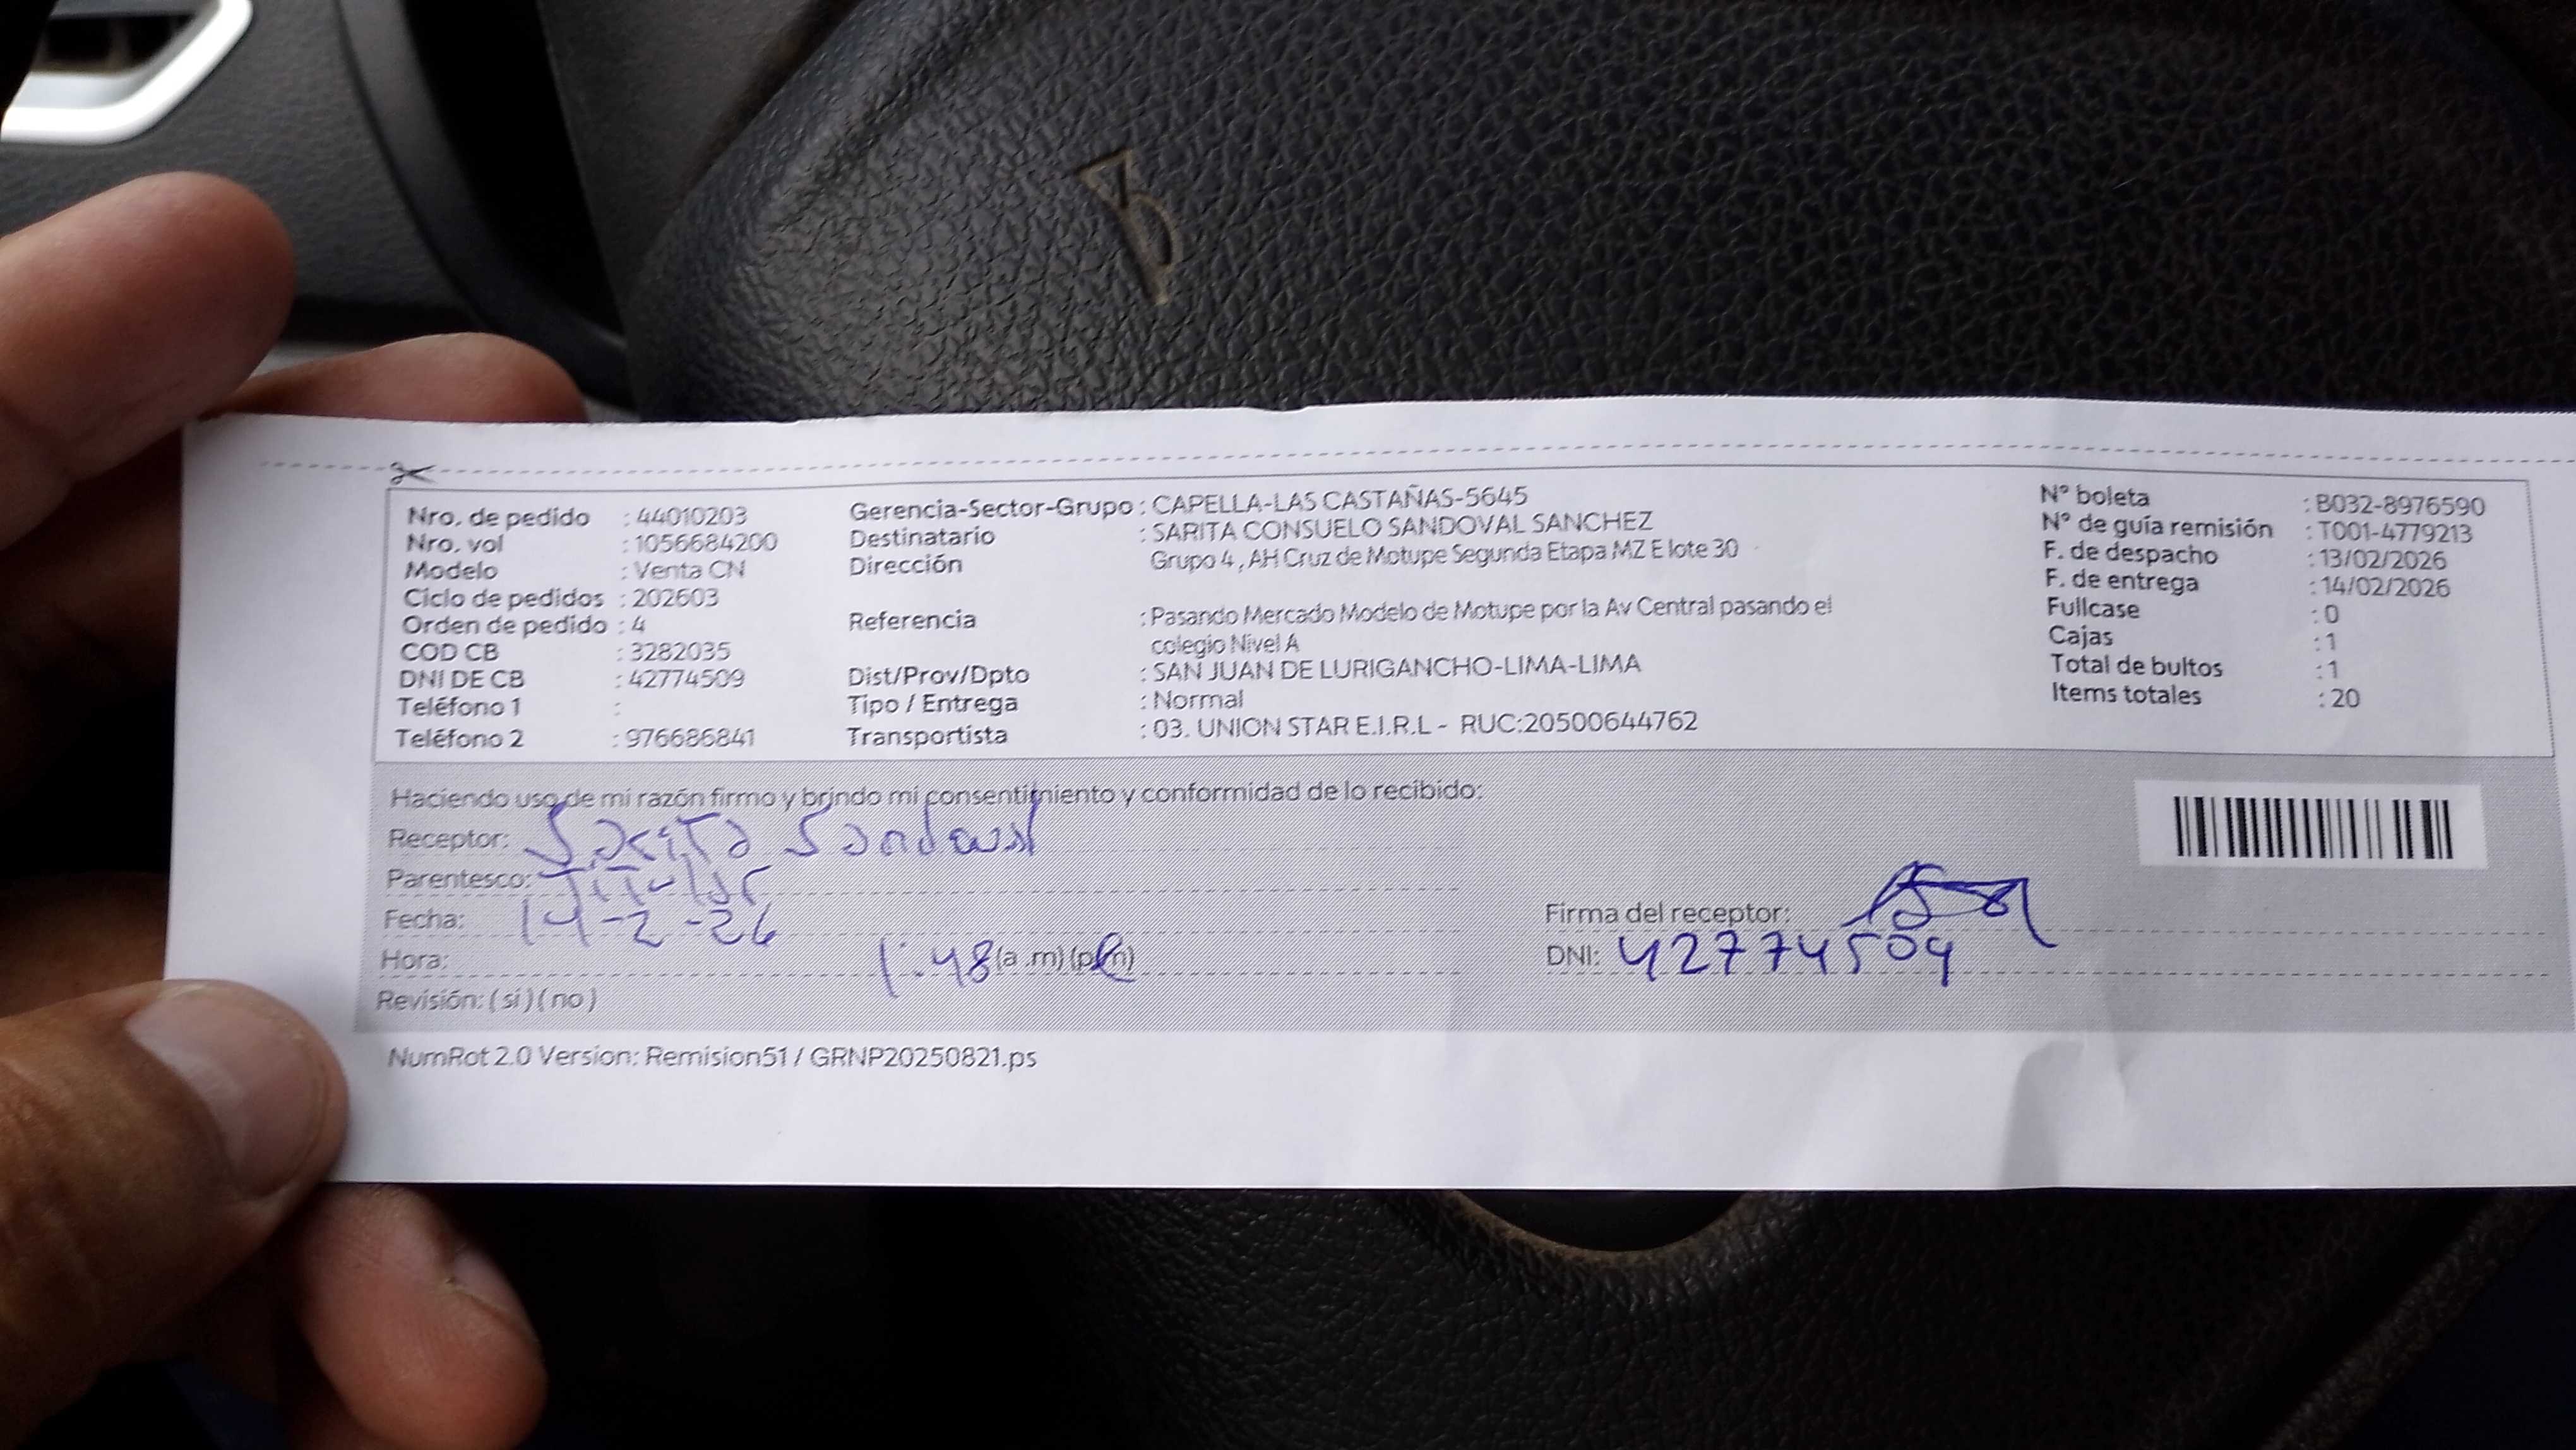 Nro. de pedido : 44010203
Nro. vol : 1056684200
Modelo : Venta CN
Ciclo de pedidos : 202603
Orden de pedido : 4
COD CB : 3282035
DNI DE CB : 42774509
Teléfono 1 :
Teléfono 2 : 976686841
Gerencia-Sector-Grupo : CAPELLA-LAS CASTAÑAS-5645
Destinatario : SARITA CONSUELO SANDOVAL SANCHEZ
Dirección Grupo 4 , AH Cruz de Motupe Segunda Etapa MZ E lote 30
Referencia : Pasando Mercado Modelo de Motupe por la Av Central pasando el
colegio Nivel A
Dist/Prov/Dpto : SAN JUAN DE LURIGANCHO-LIMA-LIMA
Tipo / Entrega : Normal
Transportista : 03. UNION STAR E.I.R.L - RUC:20500644762
N° boleta : B032-8976590
N° de guía remisión : T001-4779213
F. de despacho : 13/02/2026
F. de entrega : 14/02/2026
Fullcase : 0
Cajas : 1
Total de bultos : 1
Items totales : 20
Haciendo uso de mi razón firmo y brindo mi consentimiento y conformidad de lo recibido:
Receptor: Sarita Sandoval
Parentesco: Titular
Fecha: 14-2-26
Hora: 1:48 (a .m) (p.m)
Revisión: ( si ) ( no )
Firma del receptor:
DNI: 42774509
NumRot 2.0 Version: Remision51 / GRNP20250821.ps